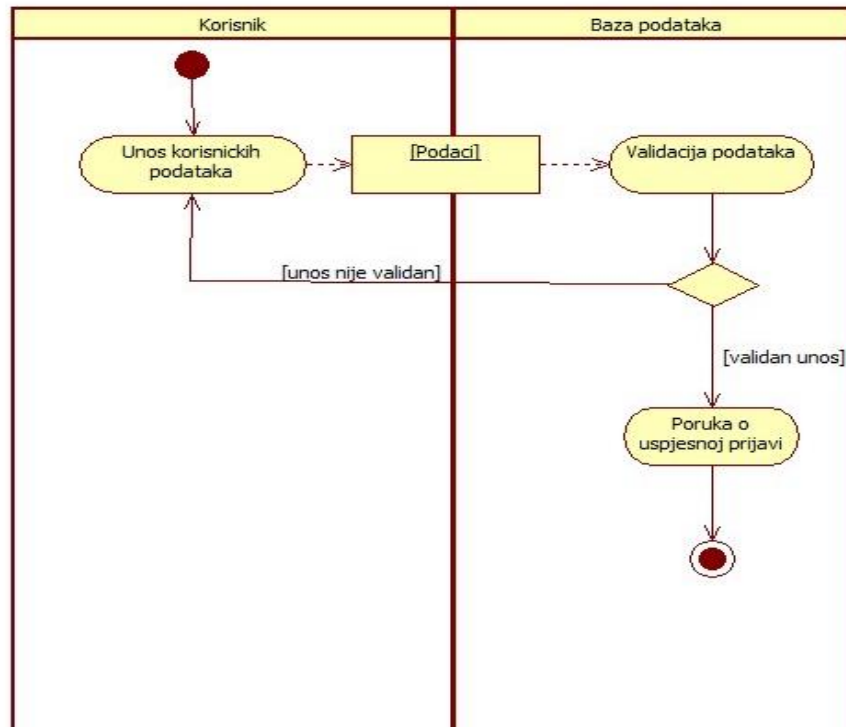 Korisnik
Baza podataka
Unos korisnickih
podataka
[Podaci]
Validacija podataka
[unos nije validan]
[validan unos]
Poruka o
uspjesnoj prijavi